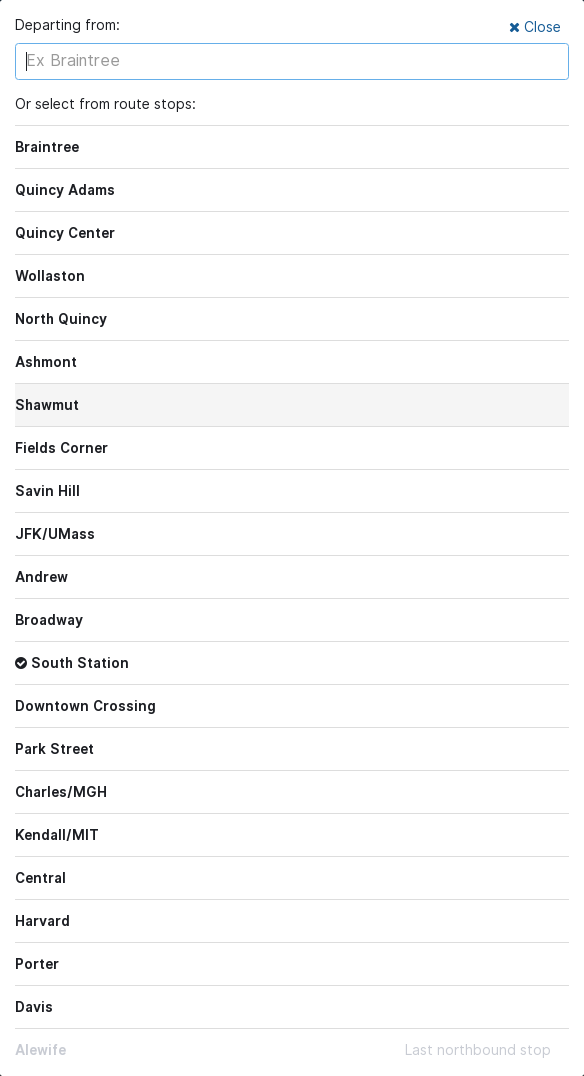 Departing from:
Close
Ex Braintree
Or select from route stops:
Braintree
Quincy Adams
Quincy Center
Wollaston
North Quincy
Ashmont
Shawmut
Fields Corner
Savin Hill
JFK/UMass
Andrew
Broadway
South Station
Downtown Crossing
Park Street
Charles/MGH
Kendall/MIT
Central
Harvard
Porter
Davis
Alewife Last northbound stop